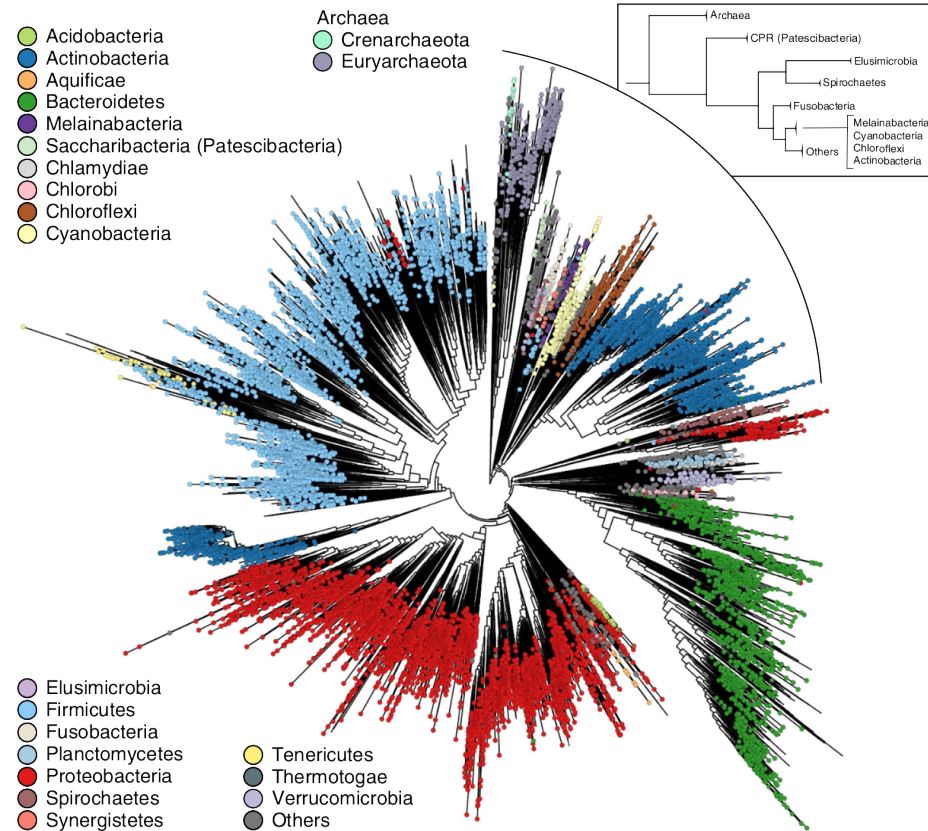 Acidobacteria
Actinobacteria
Aquificae
Bacteroidetes
Melainabacteria
Saccharibacteria (Patescibacteria)
Chlamydiae
Chlorobi
Chloroflexi
Cyanobacteria
Archaea
Crenarchaeota
Euryarchaeota
Archaea
CPR (Patescibacteria)
Elusimicrobia
Spirochaetes
Fusobacteria
Melainabacteria
Cyanobacteria
Chloroflexi
Actinobacteria
Others
Elusimicrobia
Firmicutes
Fusobacteria
Planctomycetes
Proteobacteria
Spirochaetes
Synergistetes
Tenericutes
Thermotogae
Verrucomicrobia
Others